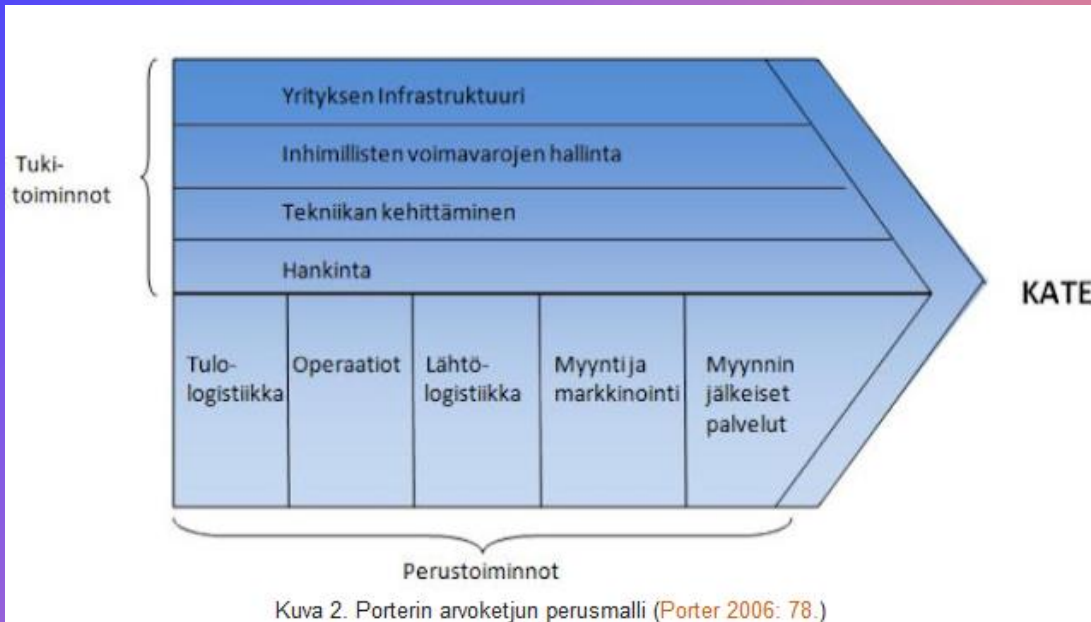 Yrityksen Infrastruktuuri
Inhimillisten voimavarojen hallinta
Tuki-
toiminnot
Tekniikan kehittäminen
Hankinta
KATE
Tulo-
logistiikka
Operaatiot
Lähtö-
logistiikka
Myynti ja
markkinointi
Myynnin
jälkeiset
palvelut
Perustoiminnot
Kuva 2. Porterin arvoketjun perusmalli (Porter 2006: 78.)